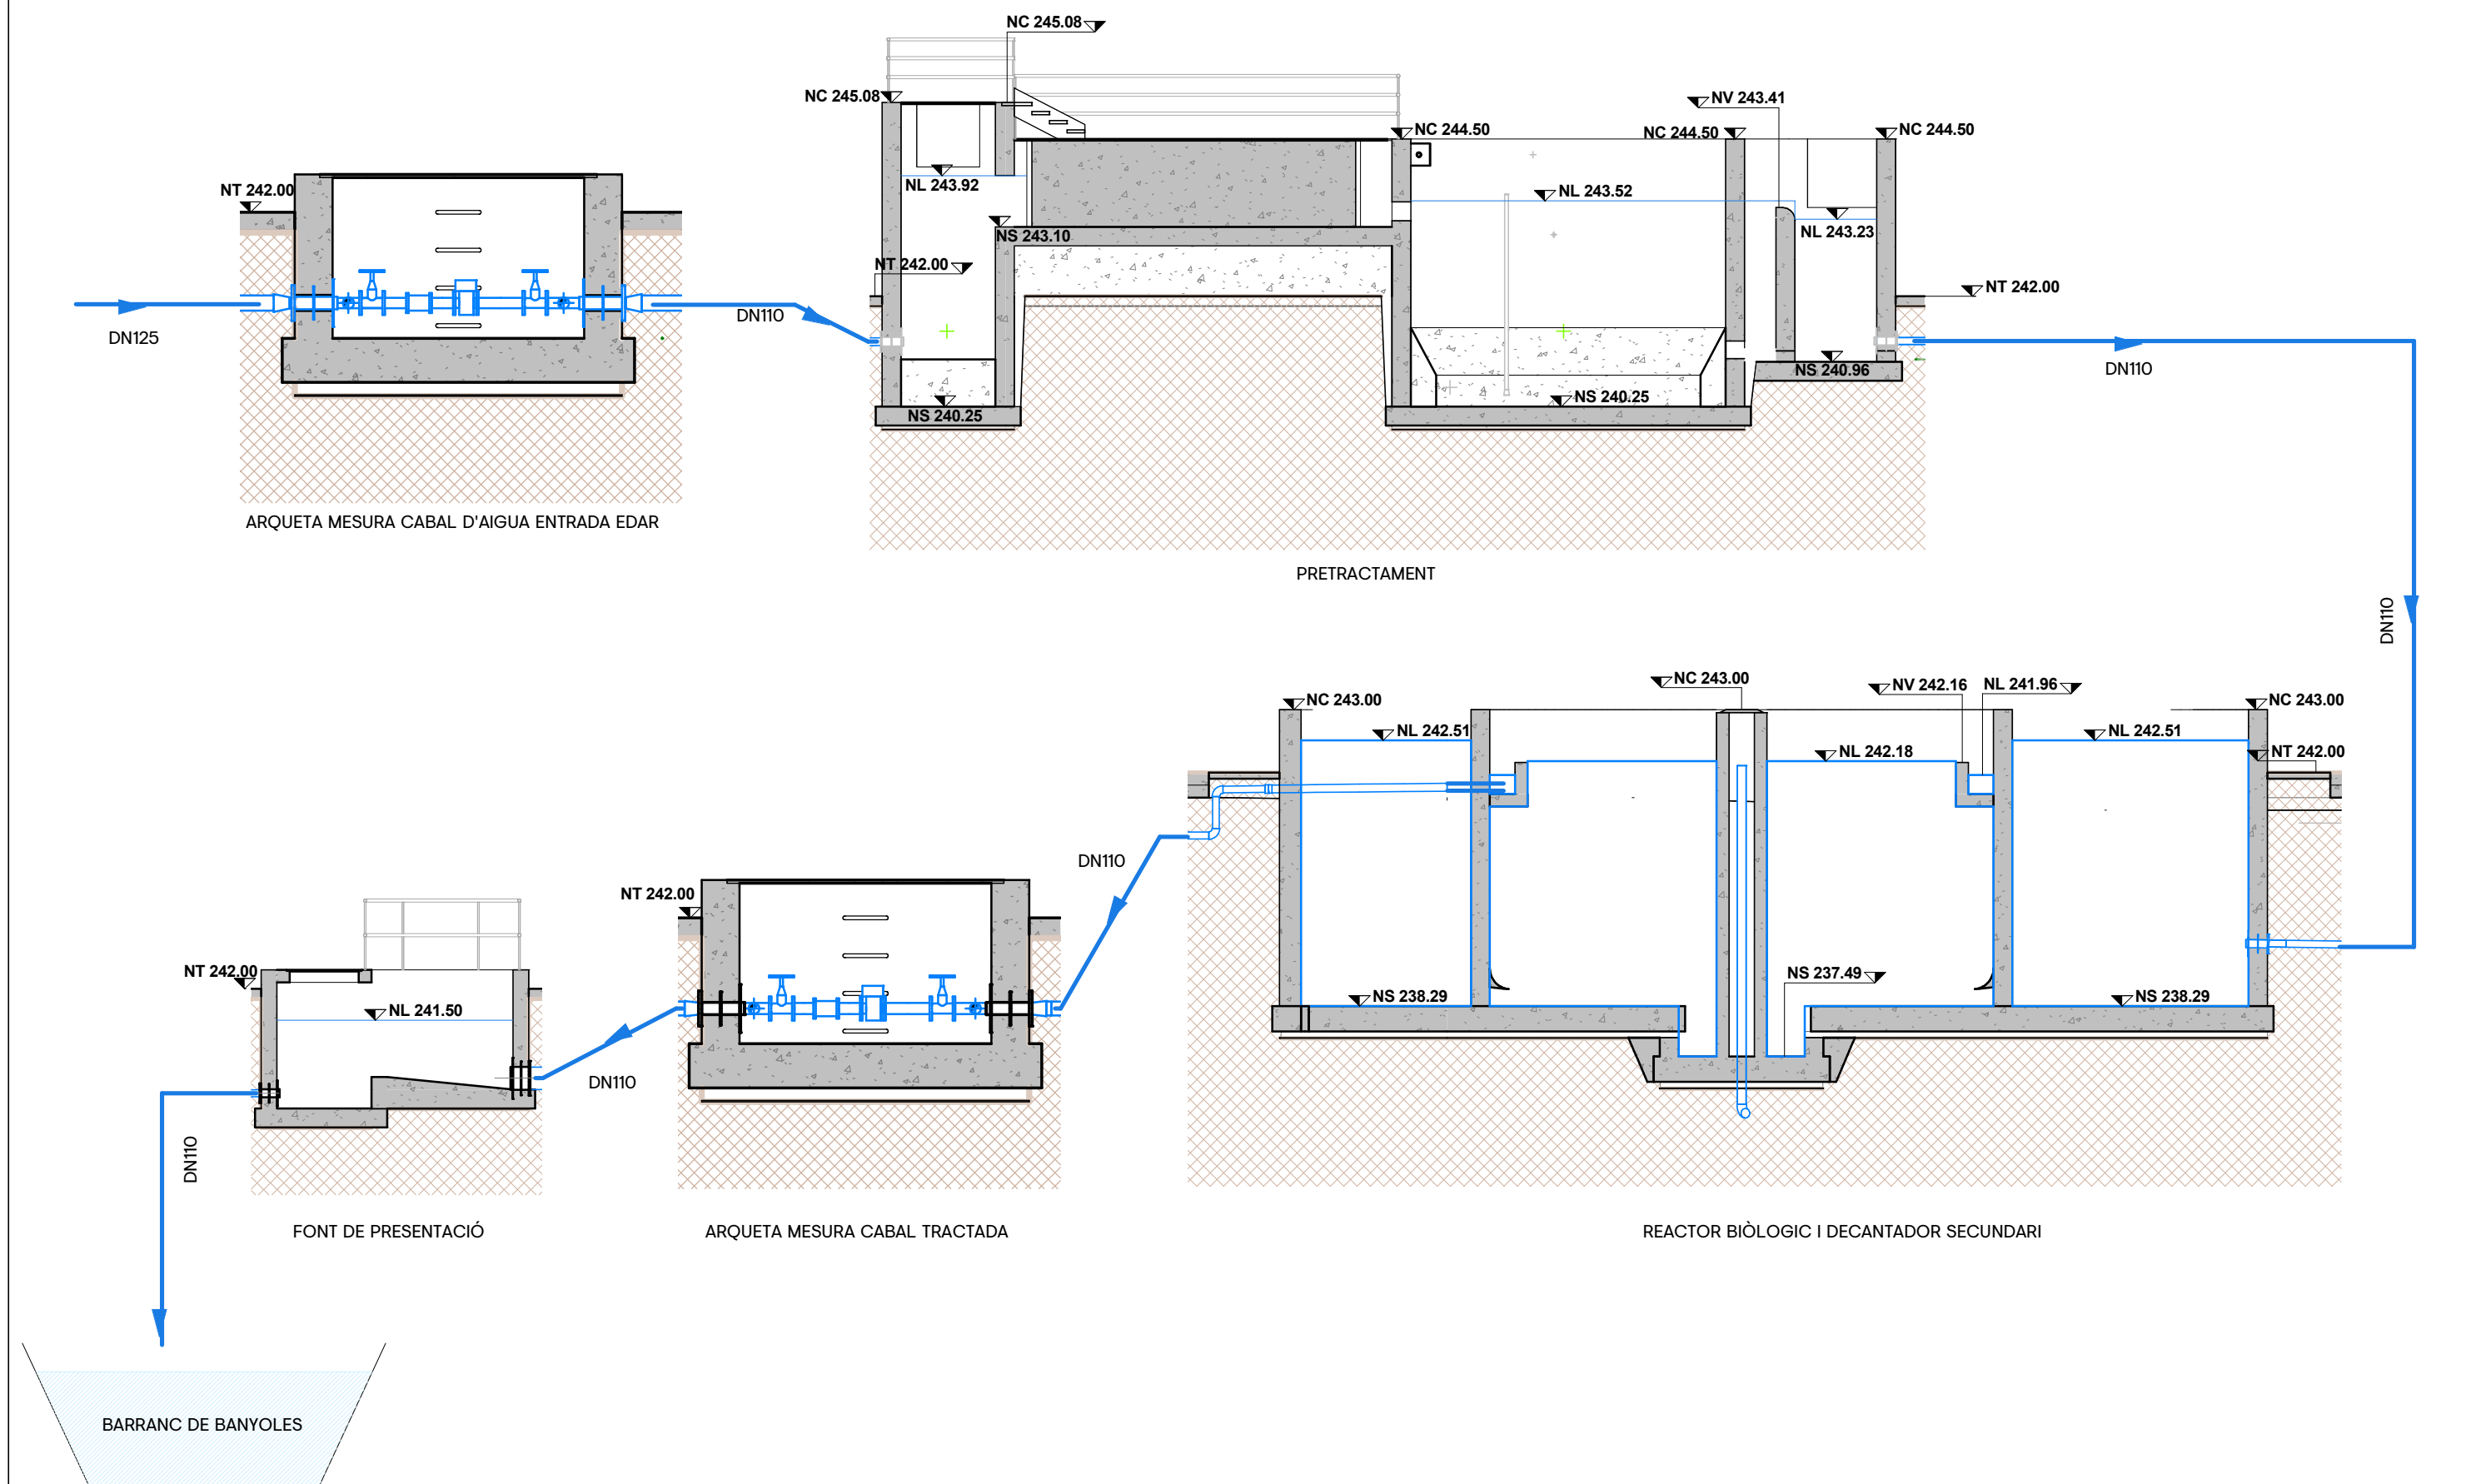 NC 245.08
NC 245.08
NV 243.41
NC 244.50
NC 244.50
NC 244.50
NT 242.00
NL 243.92
NL 243.52
NL 243.23
NS 243.10
NT 242.00
NT 242.00
DN125
DN110
NS 240.96
DN110
NS 240.25
NS 240.25
ARQUETA MESURA CABAL D'AIGUA ENTRADA EDAR
PRETRACTAMENT
DN110
NC 243.00
NV 242.16
NL 241.96
NC 243.00
NC 243.00
NL 242.51
NL 242.51
NL 242.18
NT 242.00
DN110
NT 242.00
NT 242.00
NL 241.50
NS 237.49
NS 238.29
NS 238.29
DN110
DN110
FONT DE PRESENTACIÓ
ARQUETA MESURA CABAL TRACTADA
REACTOR BIÒLOGIC I DECANTADOR SECUNDARI
BARRANC DE BANYOLES